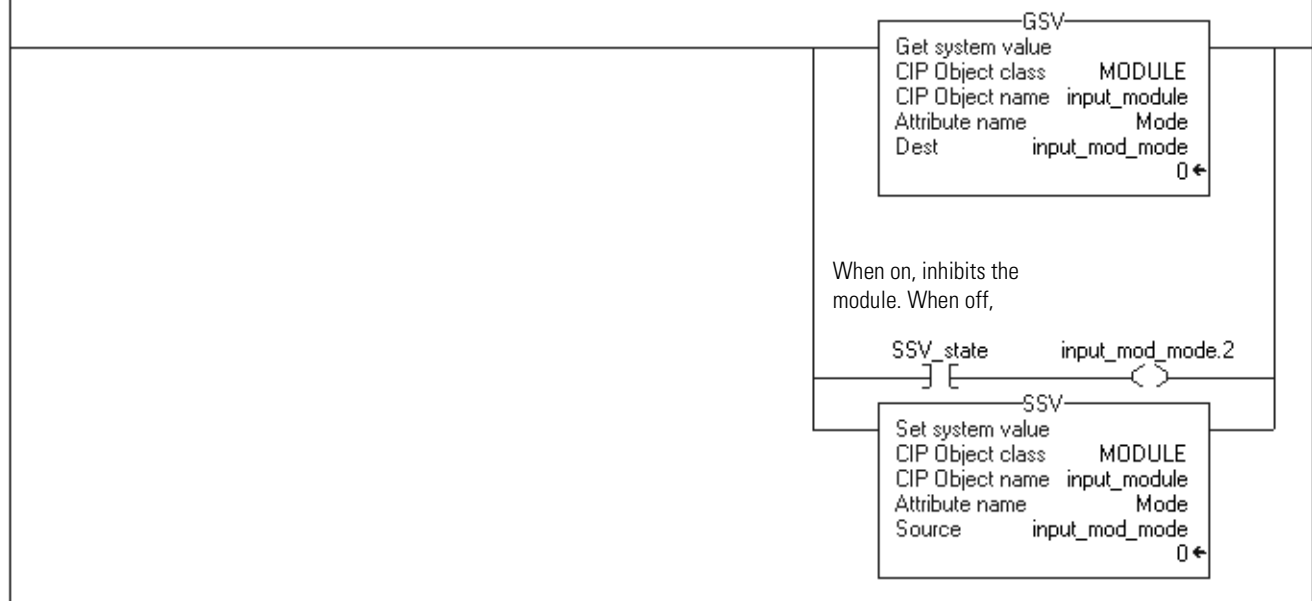 GSV
Get system value
CIP Object class MODULE
CIP Object name input_module
Attribute name Mode
Dest input_mod_mode
0
When on, inhibits the
module. When off,
SSV_state input_mod_mode.2
SSV
Set system value
CIP Object class MODULE
CIP Object name input_module
Attribute name Mode
Source input_mod_mode
0